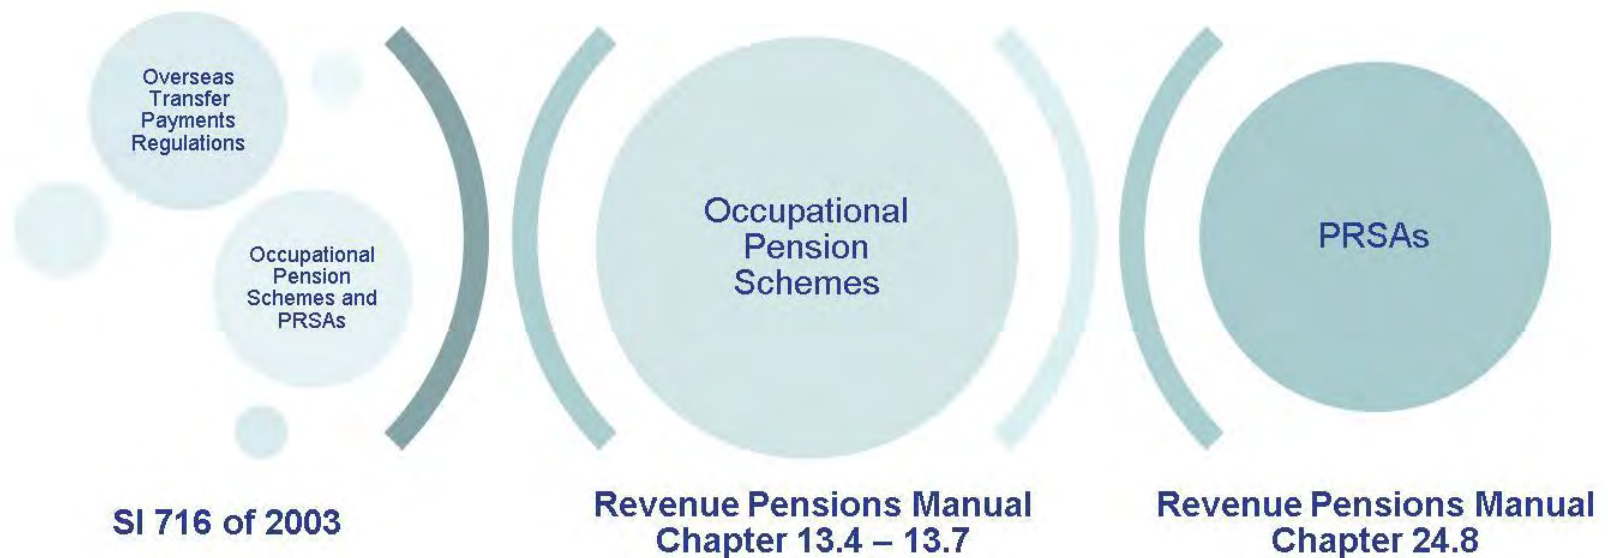 Overseas
Transfer
Payments
Regulations
Occupational
Pension
Schemes and
PRSAs
SI 716 of 2003
Occupational
Pension
Schemes
Revenue Pensions Manual
Chapter 13.4 – 13.7
PRSAs
Revenue Pensions Manual
Chapter 24.8